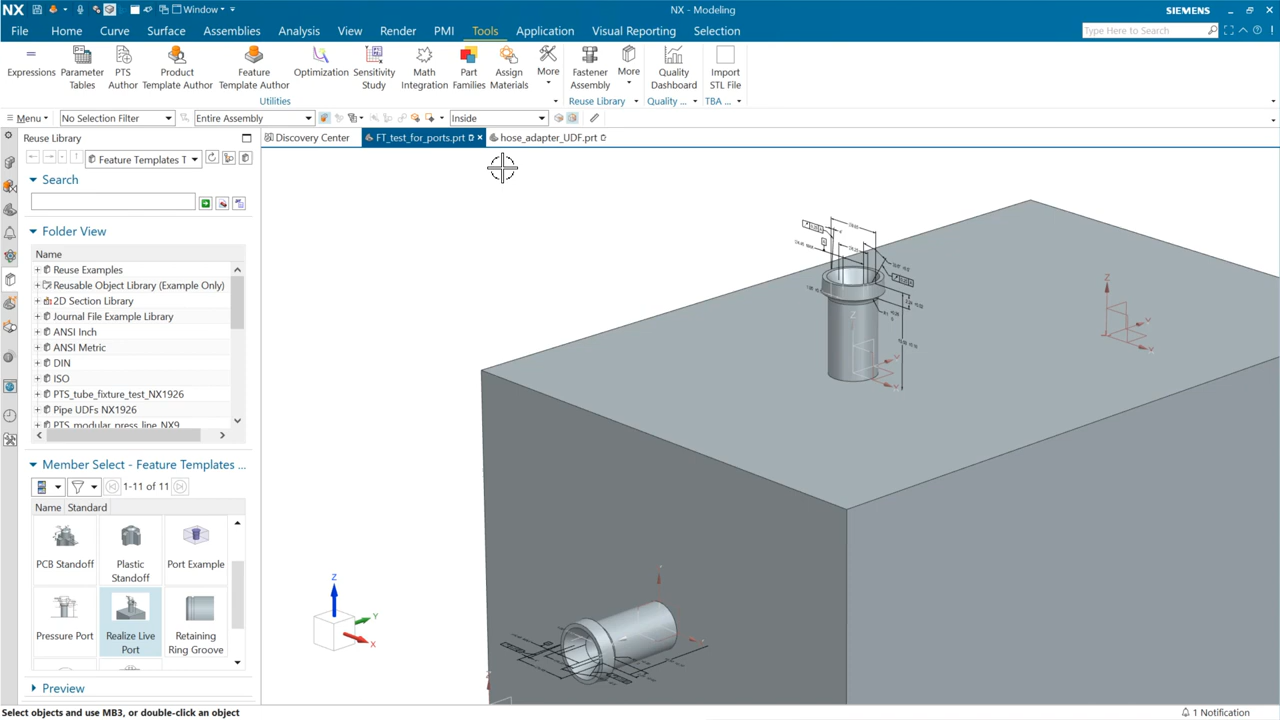 NX Window NX - Modeling SIEMENS
File Home Curve Surface Assemblies Analysis View Render PMI Tools Application Visual Reporting Selection Type Here to Search
Expressions Parameter Tables PTS Author Product Template Author Feature Template Author Optimization Sensitivity Study Math Integration Part Families Assign Materials More Fastener Assembly More Quality Dashboard Import STL File
Utilities Reuse Library Quality ... TBA ...
Menu No Selection Filter Entire Assembly Inside
Reuse Library Discovery Center FT_test_for_ports.prt hose_adapter_UDF.prt
Feature Templates T
Search
Folder View
Name
Reuse Examples
Reusable Object Library (Example Only)
2D Section Library
Journal File Example Library
ANSI Inch
ANSI Metric
DIN
ISO
PTS_tube_fixture_test_NX1926
Pipe UDFs NX1926
PTS_modular_press_line_NX9
Member Select - Feature Templates ...
1-11 of 11
Name Standard
PCB Standoff Plastic Standoff Port Example
Pressure Port Realize Live Port Retaining Ring Groove
Preview
Z
Y
X
Z
Z
Select objects and use MB3, or double-click an object 1 Notification